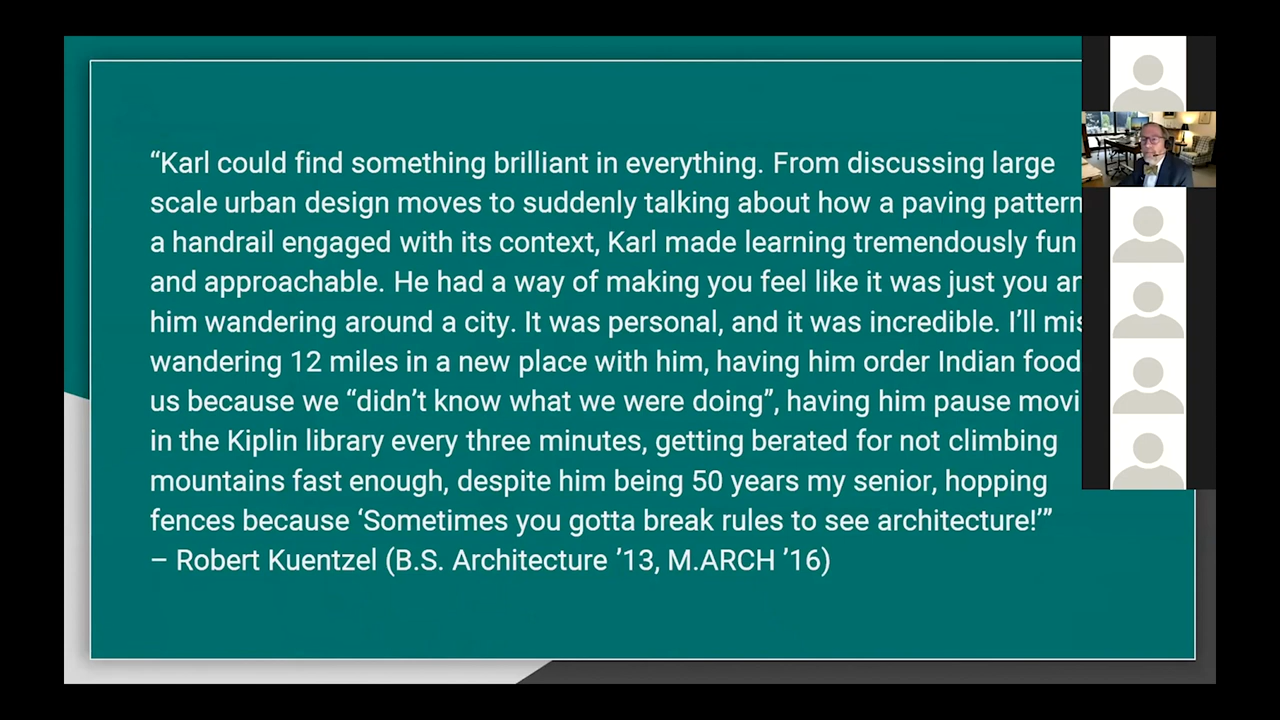 “Karl could find something brilliant in everything. From discussing large
scale urban design moves to suddenly talking about how a paving pattern
a handrail engaged with its context, Karl made learning tremendously fun
and approachable. He had a way of making you feel like it was just you
him wandering around a city. It was personal, and it was incredible. I’ll
wandering 12 miles in a new place with him, having him order Indian food
us because we “didn’t know what we were doing”, having him pause
in the Kiplin library every three minutes, getting berated for not climbing
mountains fast enough, despite him being 50 years my senior, hopping
fences because ‘Sometimes you gotta break rules to see architecture!’”
– Robert Kuentzel (B.S. Architecture ’13, M.ARCH ’16)